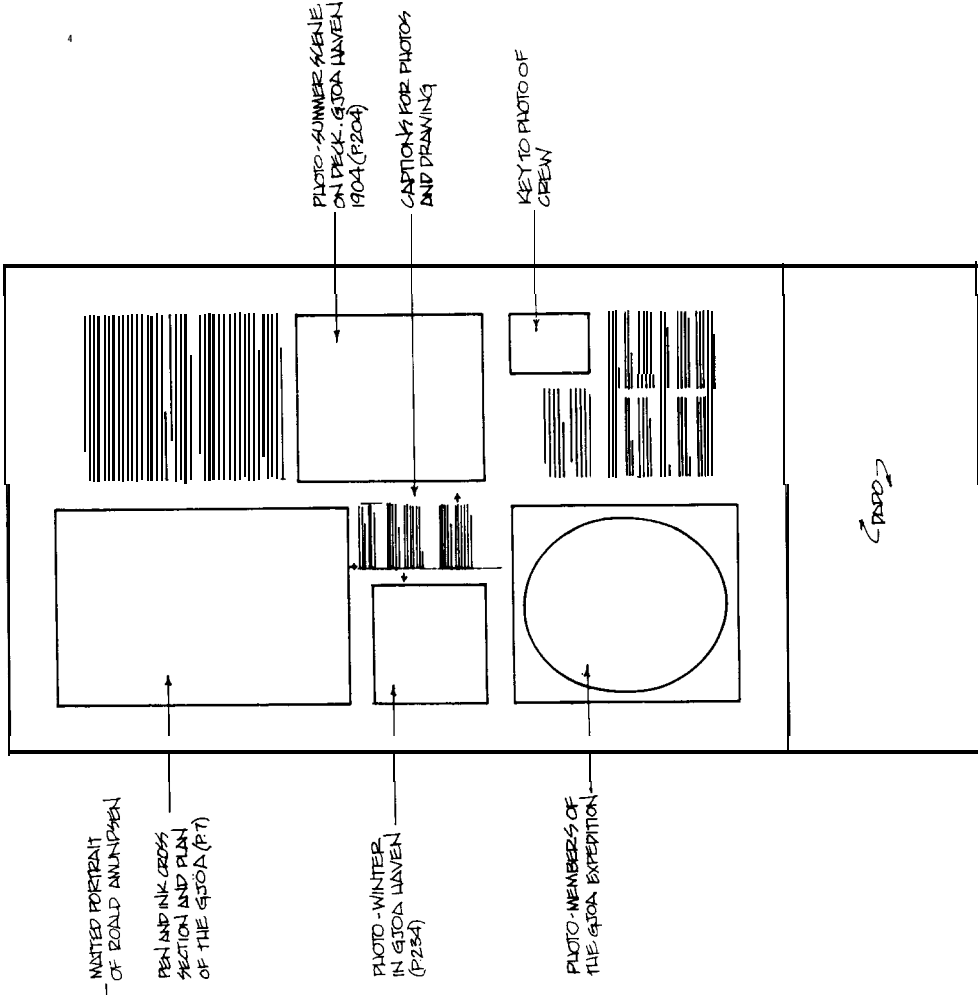 4
PHOTO-SUMMER SCENE
ON DECK. GJOA HAVEN
1904 (P.204)
CAPTIONS FOR PHOTOS
AND DRAWING
KEY TO PHOTO OF
CREW
MATTED PORTRAIT
OF ROALD AMUNDSEN
PEN AND INK CROSS
SECTION AND PLAN
OF THE GJÖA (P.7)
PHOTO-WINTER
IN GJOA HAVEN
(P.234)
PHOTO-MEMBERS OF
THE GJOA EXPEDITION
DADO